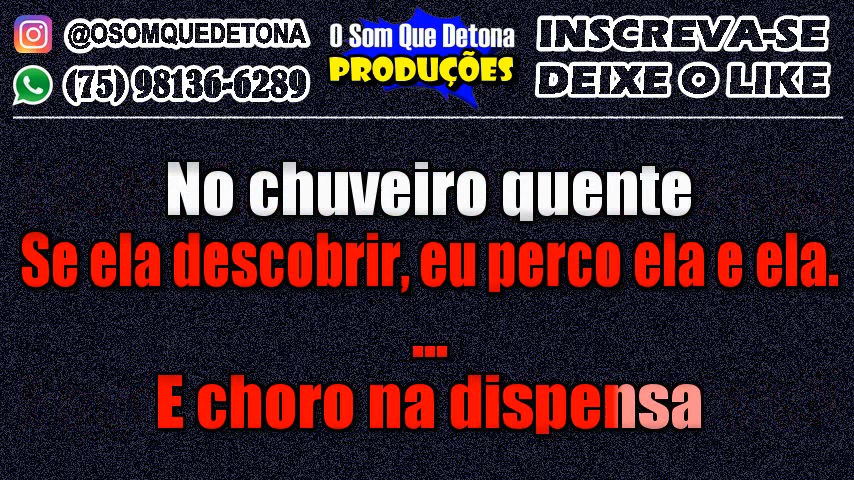 @OSOMQUEDETONA
(75) 98136-6289
O Som Que Detona
PRODUÇÕES
INSCREVA-SE
DEIXE O LIKE
No chuveiro quente
Se ela descobrir, eu perco ela e ela.
...
E choro na dispensa